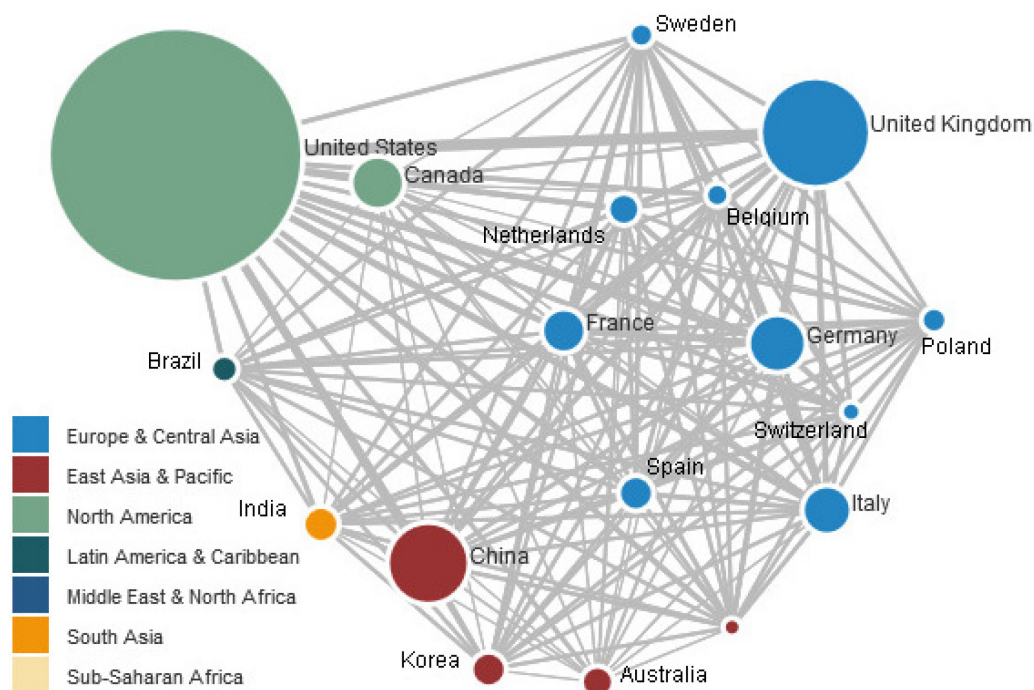 Sweden
United Kingdom
United States
Canada
Netherlands
Belqium
France
Germany
Poland
Brazil
Switzerland
Spain
Italy
India
China
Korea
Australia
Europe & Central Asia
East Asia & Pacific
North America
Latin America & Caribbean
Middle East & North Africa
South Asia
Sub-Saharan Africa